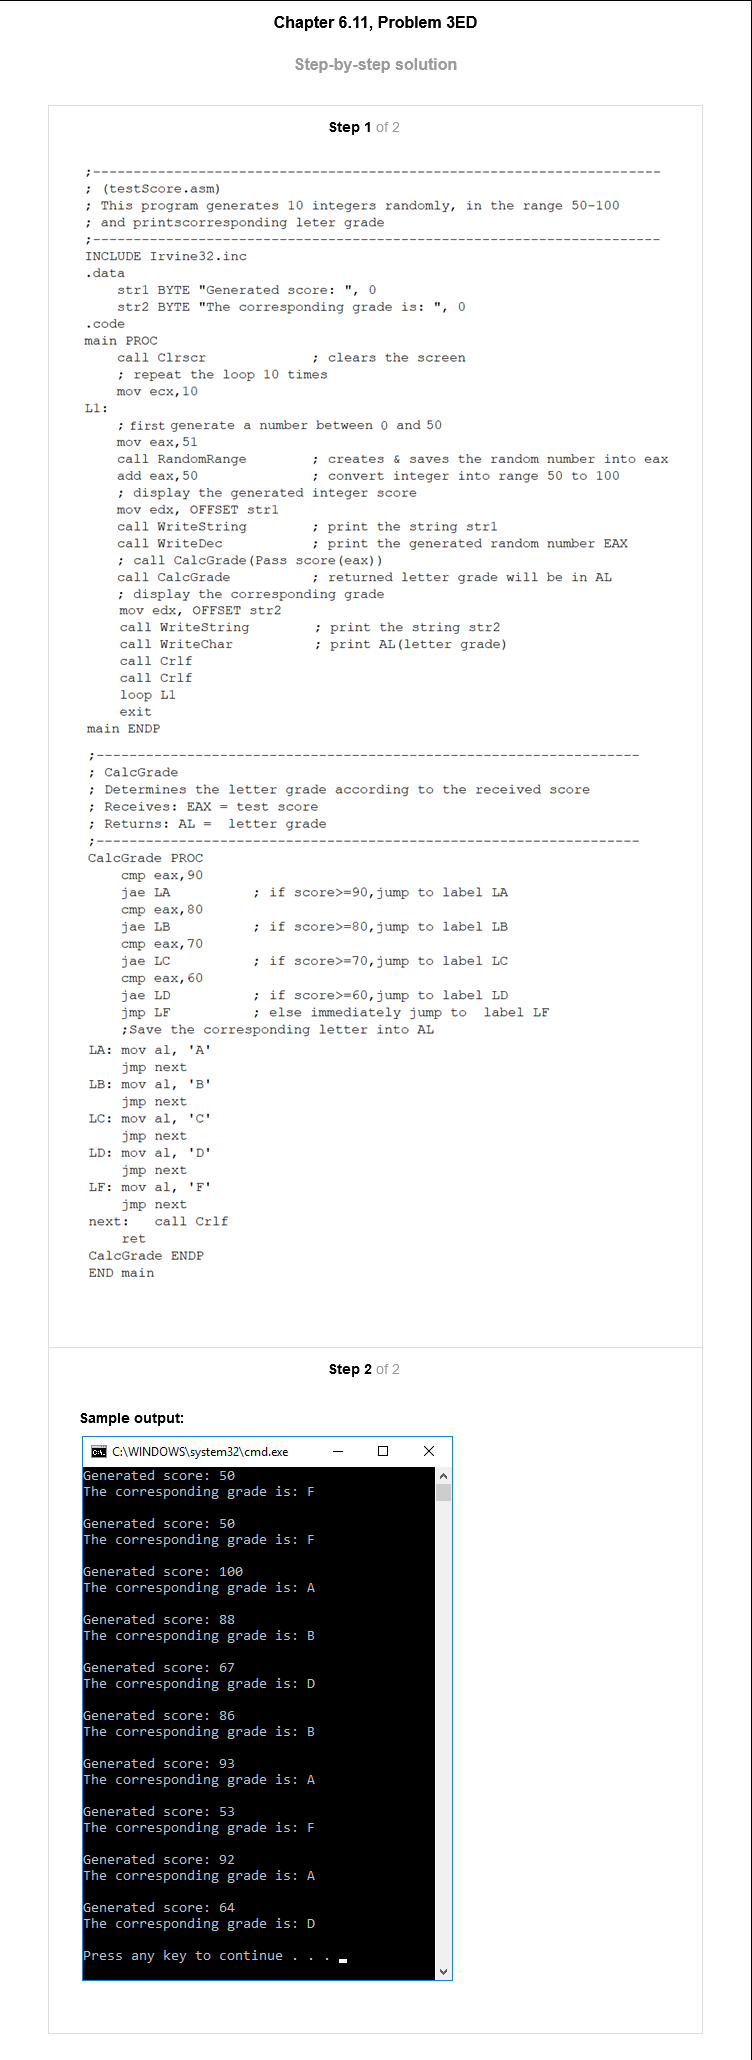 Chapter 6.11, Problem 3ED
Step-by-step solution
Step 1 of 2
;----------------------------------------------------------------------
; (testScore.asm)
; This program generates 10 integers randomly, in the range 50-100
; and printscorresponding leter grade
;----------------------------------------------------------------------
INCLUDE Irvine32.inc
.data
    str1 BYTE "Generated score: ", 0
    str2 BYTE "The corresponding grade is: ", 0
.code
main PROC
    call Clrscr             ; clears the screen
    ; repeat the loop 10 times
    mov ecx,10
L1:
    ; first generate a number between 0 and 50
    mov eax,51
    call RandomRange        ; creates & saves the random number into eax
    add eax,50              ; convert integer into range 50 to 100
    ; display the generated integer score
    mov edx, OFFSET str1
    call WriteString        ; print the string str1
    call WriteDec           ; print the generated random number EAX
    ; call CalcGrade(Pass score(eax))
    call CalcGrade          ; returned letter grade will be in AL
    ; display the corresponding grade
    mov edx, OFFSET str2
    call WriteString        ; print the string str2
    call WriteChar          ; print AL(letter grade)
    call Crlf
    call Crlf
    loop L1
    exit
main ENDP
;-------------------------------------------------------------------
; CalcGrade
; Determines the letter grade according to the received score
; Receives: EAX = test score
; Returns: AL =  letter grade
;-------------------------------------------------------------------
CalcGrade PROC
    cmp eax,90
    jae LA          ; if score>=90,jump to label LA
    cmp eax,80
    jae LB          ; if score>=80,jump to label LB
    cmp eax,70
    jae LC          ; if score>=70,jump to label LC
    cmp eax,60
    jae LD          ; if score>=60,jump to label LD
    jmp LF          ; else immediately jump to  label LF
    ;Save the corresponding letter into AL
LA: mov al, 'A'
    jmp next
LB: mov al, 'B'
    jmp next
LC: mov al, 'C'
    jmp next
LD: mov al, 'D'
    jmp next
LF: mov al, 'F'
    jmp next
next:   call Crlf
    ret
CalcGrade ENDP
END main
Step 2 of 2
Sample output:
C:\WINDOWS\system32\cmd.exe
Generated score: 50
The corresponding grade is: F
Generated score: 50
The corresponding grade is: F
Generated score: 100
The corresponding grade is: A
Generated score: 88
The corresponding grade is: B
Generated score: 67
The corresponding grade is: D
Generated score: 86
The corresponding grade is: B
Generated score: 93
The corresponding grade is: A
Generated score: 53
The corresponding grade is: F
Generated score: 92
The corresponding grade is: A
Generated score: 64
The corresponding grade is: D
Press any key to continue . . .